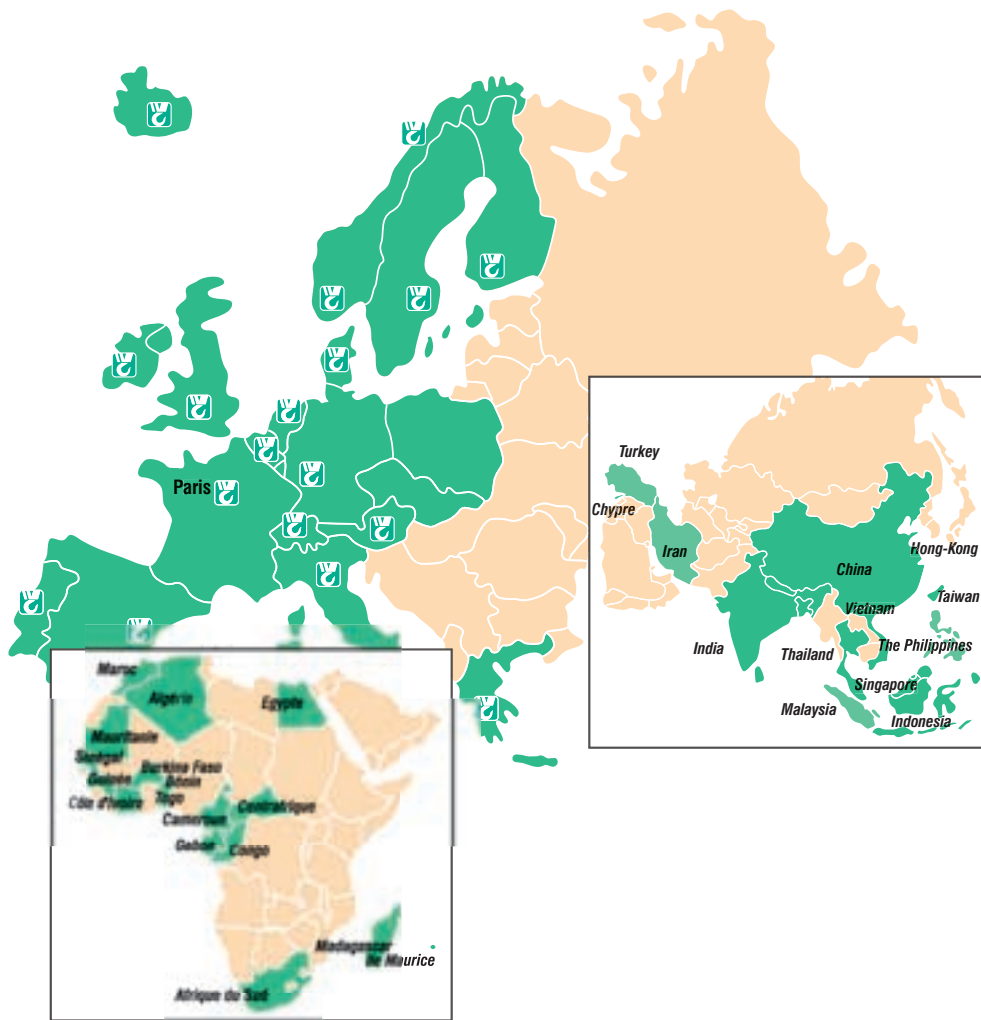 Paris
Turkey
Chypre
Iran
Hong-Kong
China
Taiwan
Vietnam
India
Thailand
The Philippines
Singapore
Malaysia
Indonesia
Maroc
Algérie
Egypte
Mauritanie
Sénégal
Burkina Faso
Guinée
Bénin
Togo
Côte d'Ivoire
Centrafrique
Cameroun
Gabon
Congo
Madagascar
Ile Maurice
Afrique du Sud